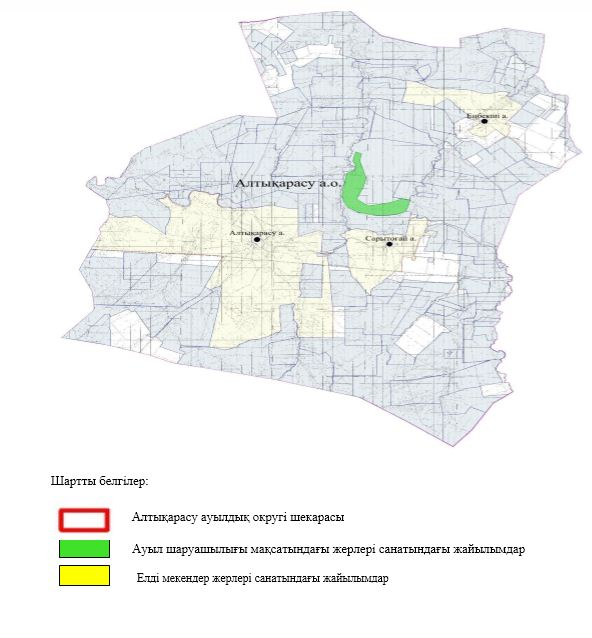 Бабөскөлі а.
Алтықарасу а.о.
Алтықарасу а.
Сарытоғай а.
Шартты белгілер:
Алтықарасу ауылдық округі шекарасы
Ауыл шаруашылығы мақсатындағы жерлері санатындағы жайылымдар
Елді мекендер жерлері санатындағы жайылымдар